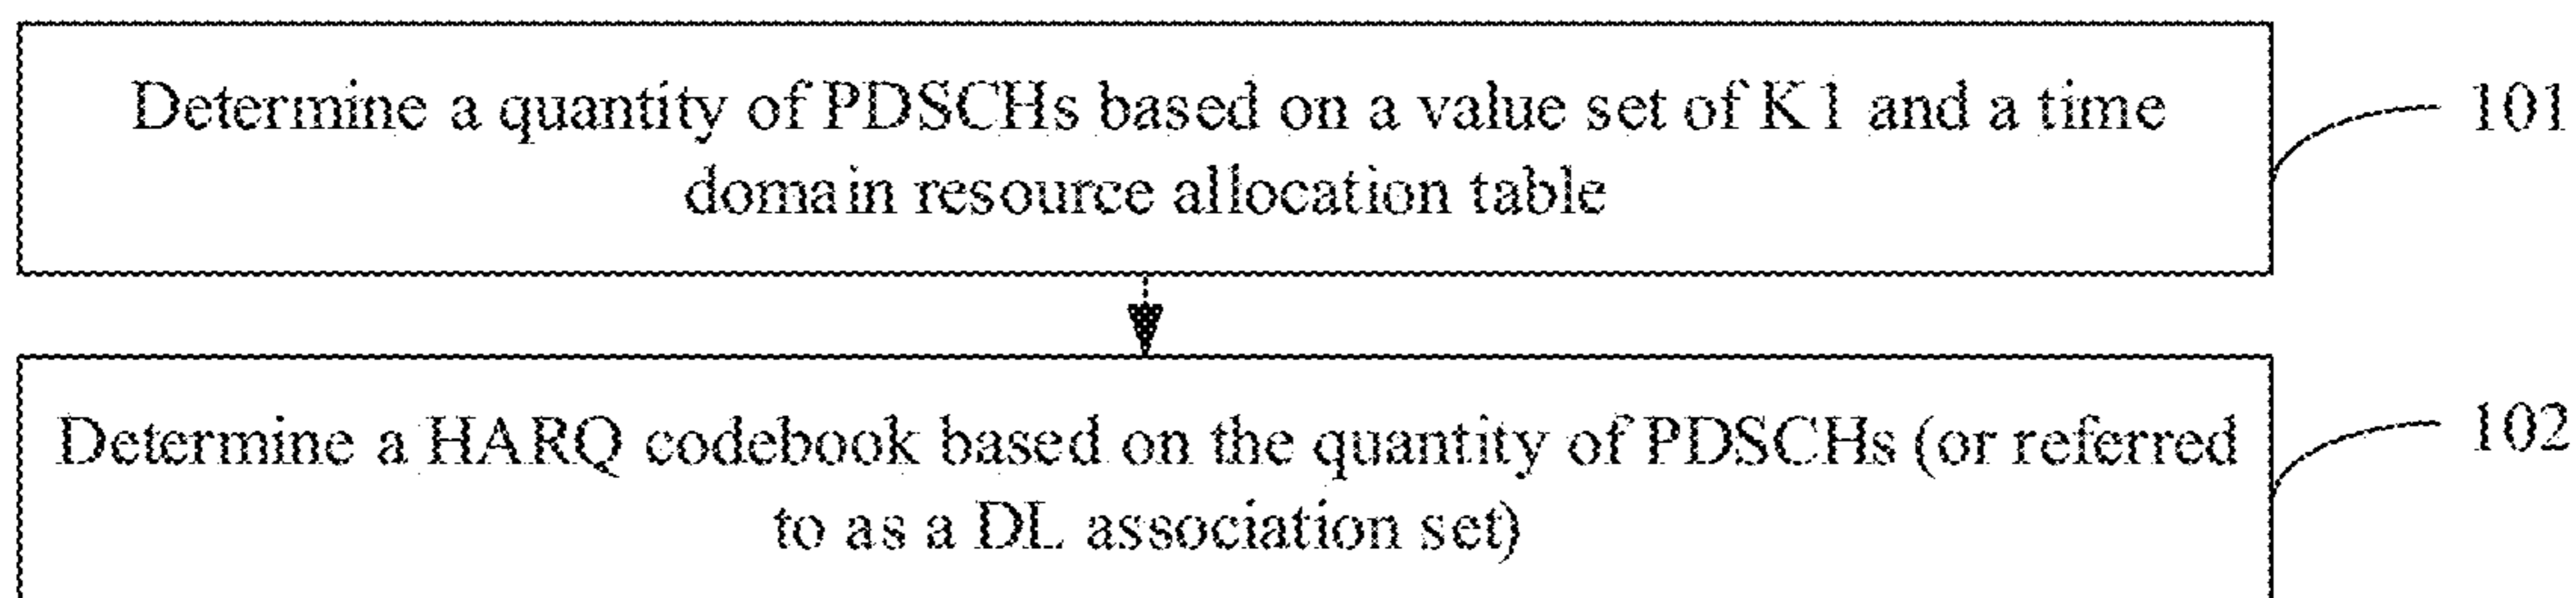 Determine a quantity of PDSCHs based on a value set of K1 and a time
domain resource allocation table
101
Determine a HARQ codebook based on the quantity of PDSCHs (or referred
to as a DL association set)
102